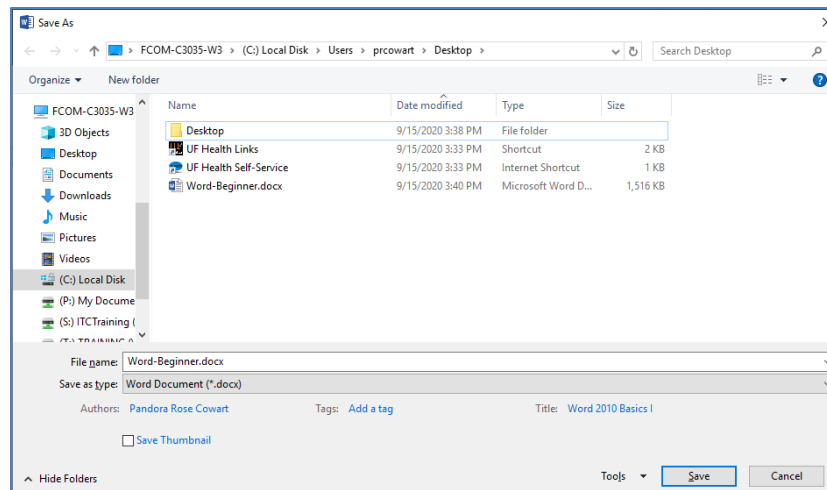 Save As
FCOM-C3035-W3 › (C:) Local Disk › Users › prcowart › Desktop ›
Search Desktop
Organize
New folder
Name Date modified Type Size
FCOM-C3035-W3
3D Objects
Desktop
Documents
Downloads
Music
Pictures
Videos
(C:) Local Disk
(P:) My Docume
(S:) ITCTraining (
Desktop 9/15/2020 3:38 PM File folder
UF Health Links 9/15/2020 3:33 PM Shortcut 2 KB
UF Health Self-Service 9/15/2020 3:33 PM Internet Shortcut 1 KB
Word-Beginner.docx 9/15/2020 3:40 PM Microsoft Word D... 1,516 KB
File name: Word-Beginner.docx
Save as type: Word Document (*.docx)
Authors: Pandora Rose Cowart Tags: Add a tag Title: Word 2010 Basics I
Save Thumbnail
Hide Folders
Tools Save Cancel